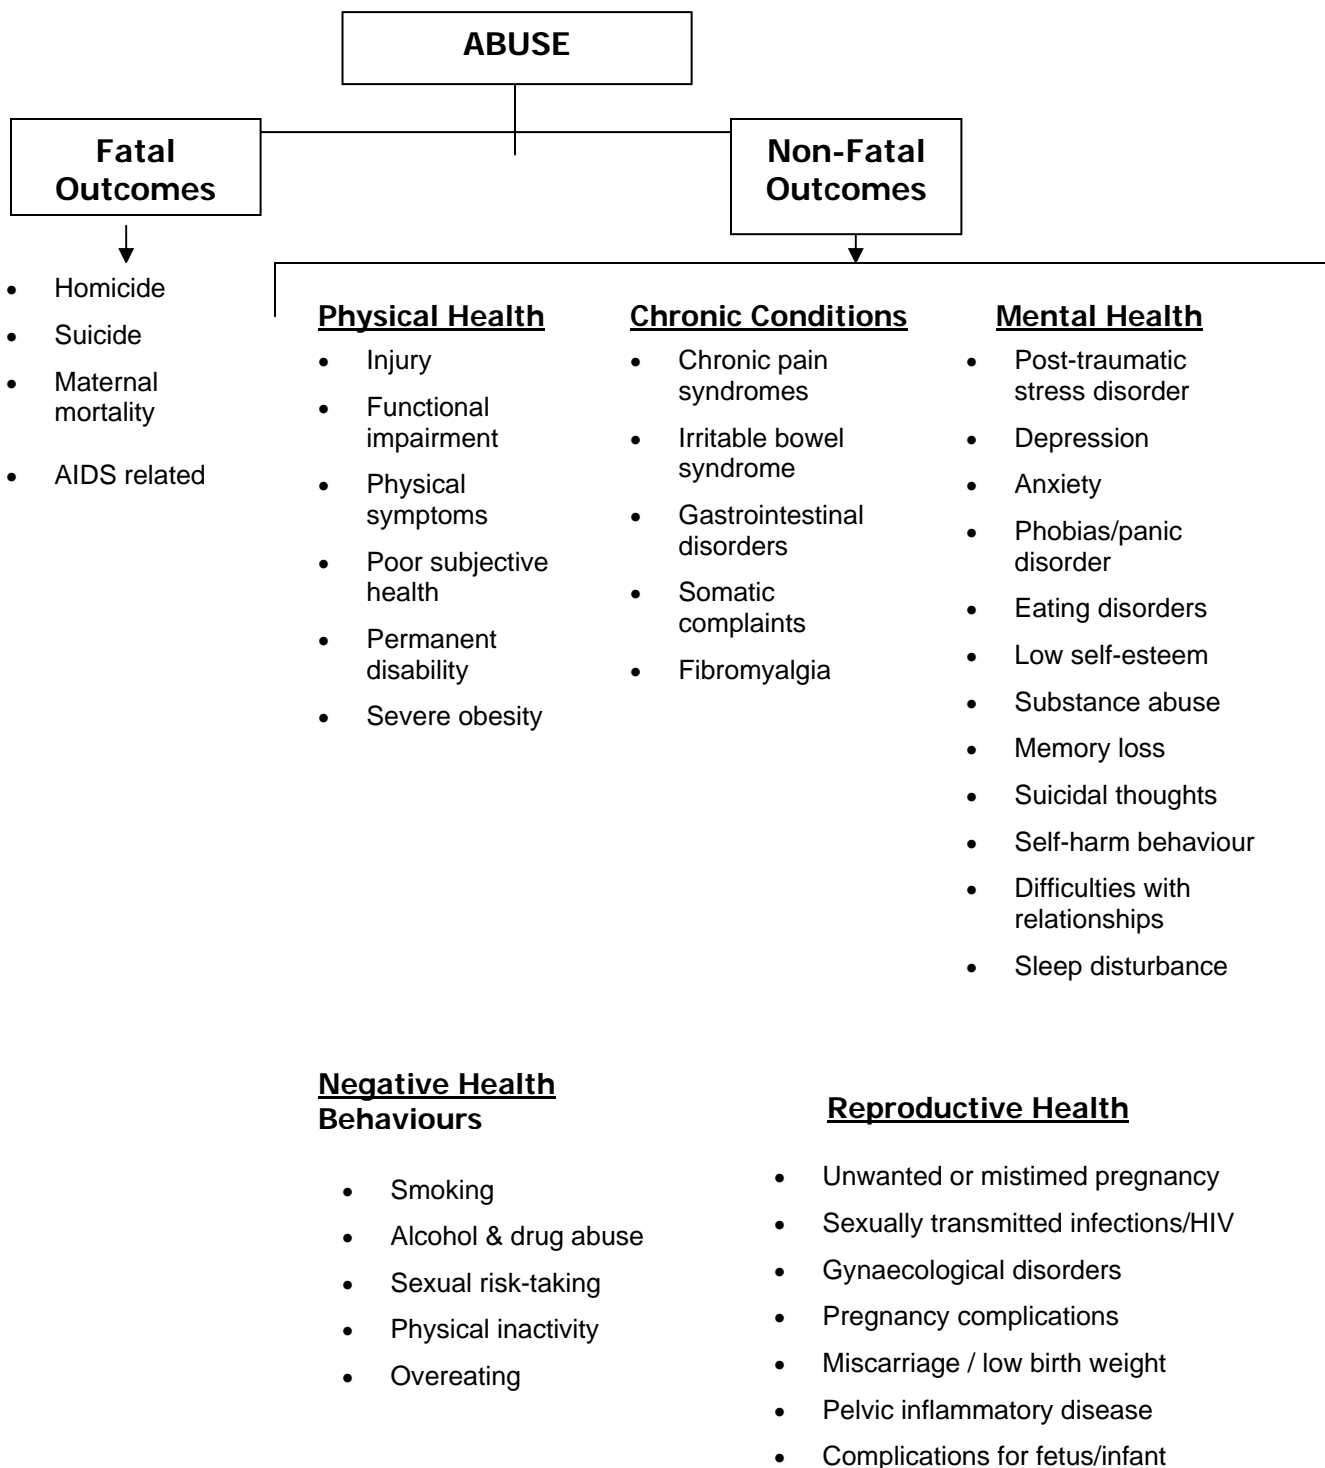 ABUSE
Fatal
Outcomes
Non-Fatal
Outcomes
• Homicide
• Suicide
• Maternal
mortality
• AIDS related
Physical Health
• Injury
• Functional
impairment
• Physical
symptoms
• Poor subjective
health
• Permanent
disability
• Severe obesity
Chronic Conditions
• Chronic pain
syndromes
• Irritable bowel
syndrome
• Gastrointestinal
disorders
• Somatic
complaints
• Fibromyalgia
Mental Health
• Post-traumatic
stress disorder
• Depression
• Anxiety
• Phobias/panic
disorder
• Eating disorders
• Low self-esteem
• Substance abuse
• Memory loss
• Suicidal thoughts
• Self-harm behaviour
• Difficulties with
relationships
• Sleep disturbance
Negative Health
Behaviours
• Smoking
• Alcohol & drug abuse
• Sexual risk-taking
• Physical inactivity
• Overeating
Reproductive Health
• Unwanted or mistimed pregnancy
• Sexually transmitted infections/HIV
• Gynaecological disorders
• Pregnancy complications
• Miscarriage / low birth weight
• Pelvic inflammatory disease
• Complications for fetus/infant